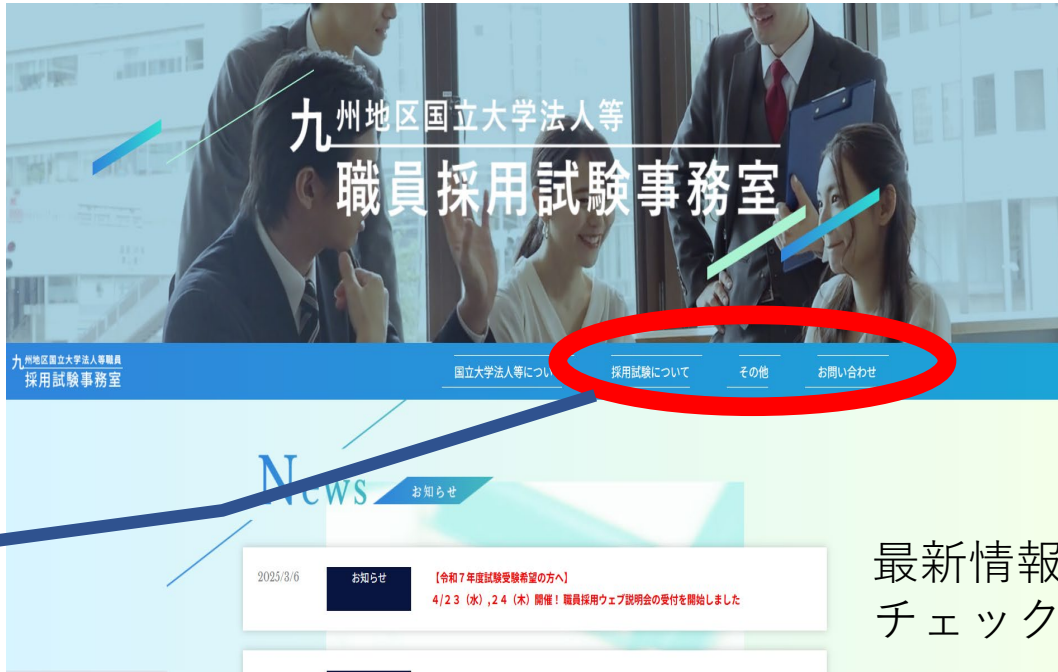 九州地区国立大学法人等
職員採用試験事務室
九州地区国立大学法人等職員
採用試験事務室
国立大学法人等につい
採用試験について
その他
お問い合わせ
News
お知らせ
2025/3/6
お知らせ
【令和7年度試験受験希望の方へ】
4/23（水）,24（木）開催！職員採用ウェブ説明会の受付を開始しました
最新情報
チェック